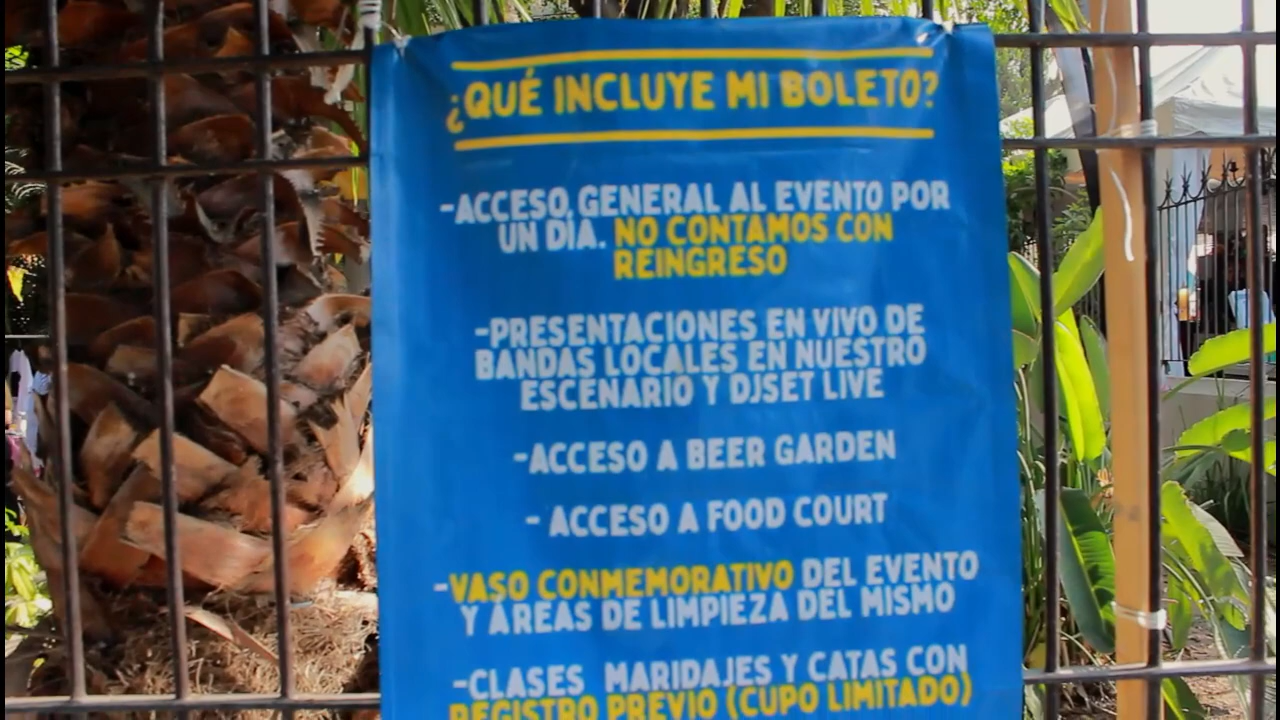 ¿QUÉ INCLUYE MI BOLETO?
-ACCESO GENERAL AL EVENTO POR
UN DÍA. NO CONTAMOS CON
REINGRESO
-PRESENTACIONES EN VIVO DE
BANDAS LOCALES EN NUESTRO
ESCENARIO Y DJSET LIVE
-ACCESO A BEER GARDEN
- ACCESO A FOOD COURT
-VASO CONMEMORATIVO DEL EVENTO
Y ÁREAS DE LIMPIEZA DEL MISMO
-CLASES MARIDAJES Y CATAS CON
REGISTRO PREVIO (CUPO LIMITADO)